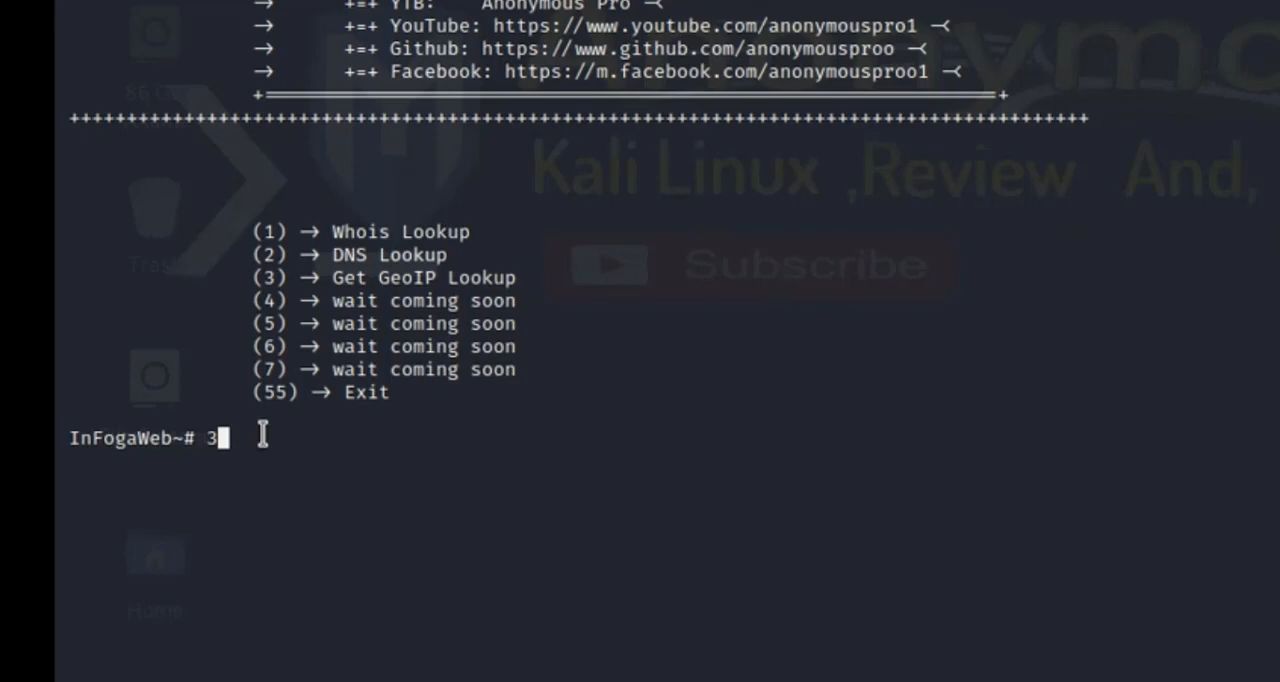 → +=+ YTB: Anonymous Pro -<
→ +=+ YouTube: https://www.youtube.com/anonymouspro1 -<
→ +=+ Github: https://www.github.com/anonymousproo -<
→ +=+ Facebook: https://m.facebook.com/anonymousproo1 -<
Kali Linux ,Review And,
(1) → Whois Lookup
(2) → DNS Lookup
Subscribe
(3) → Get GeoIP Lookup
(4) → wait coming soon
(5) → wait coming soon
(6) → wait coming soon
(7) → wait coming soon
(55) → Exit
InFogaWeb~# 3
Home